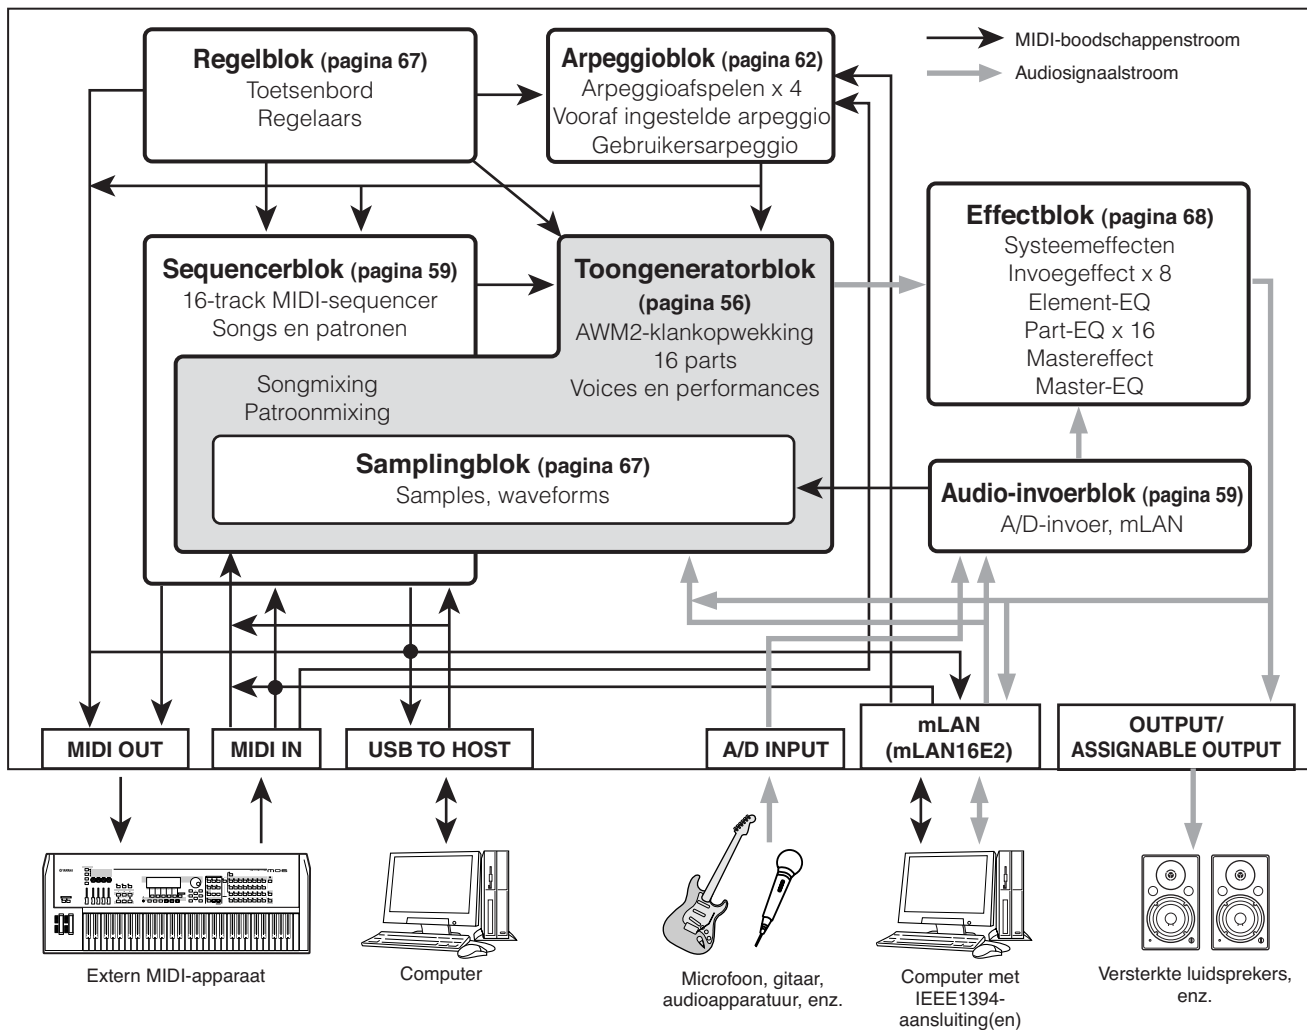 Regelblok (pagina 67)
Toetsenbord
Regelaars
Arpeggioblok (pagina 62)
Arpeggioafspelen x 4
Vooraf ingestelde arpeggio
Gebruikersarpeggio
MIDI-boodschappenstroom
Audiosignaalstroom
Sequencerblok (pagina 59)
16-track MIDI-sequencer
Songs en patronen
Toongeneratorblok
(pagina 56)
AWM2-klankopwekking
16 parts
Voices en performances
Effectblok (pagina 68)
Systeemeffecten
Invoegeffect x 8
Element-EQ
Part-EQ x 16
Mastereffect
Master-EQ
Songmixing
Patroonmixing
Samplingblok (pagina 67)
Samples, waveforms
Audio-invoerblok (pagina 59)
A/D-invoer, mLAN
MIDI OUT
MIDI IN
USB TO HOST
A/D INPUT
mLAN
(mLAN16E2)
OUTPUT/
ASSIGNABLE OUTPUT
Extern MIDI-apparaat
Computer
Microfoon, gitaar,
audioapparatuur, enz.
Computer met
IEEE1394-
aansluiting(en)
Versterkte luidsprekers,
enz.